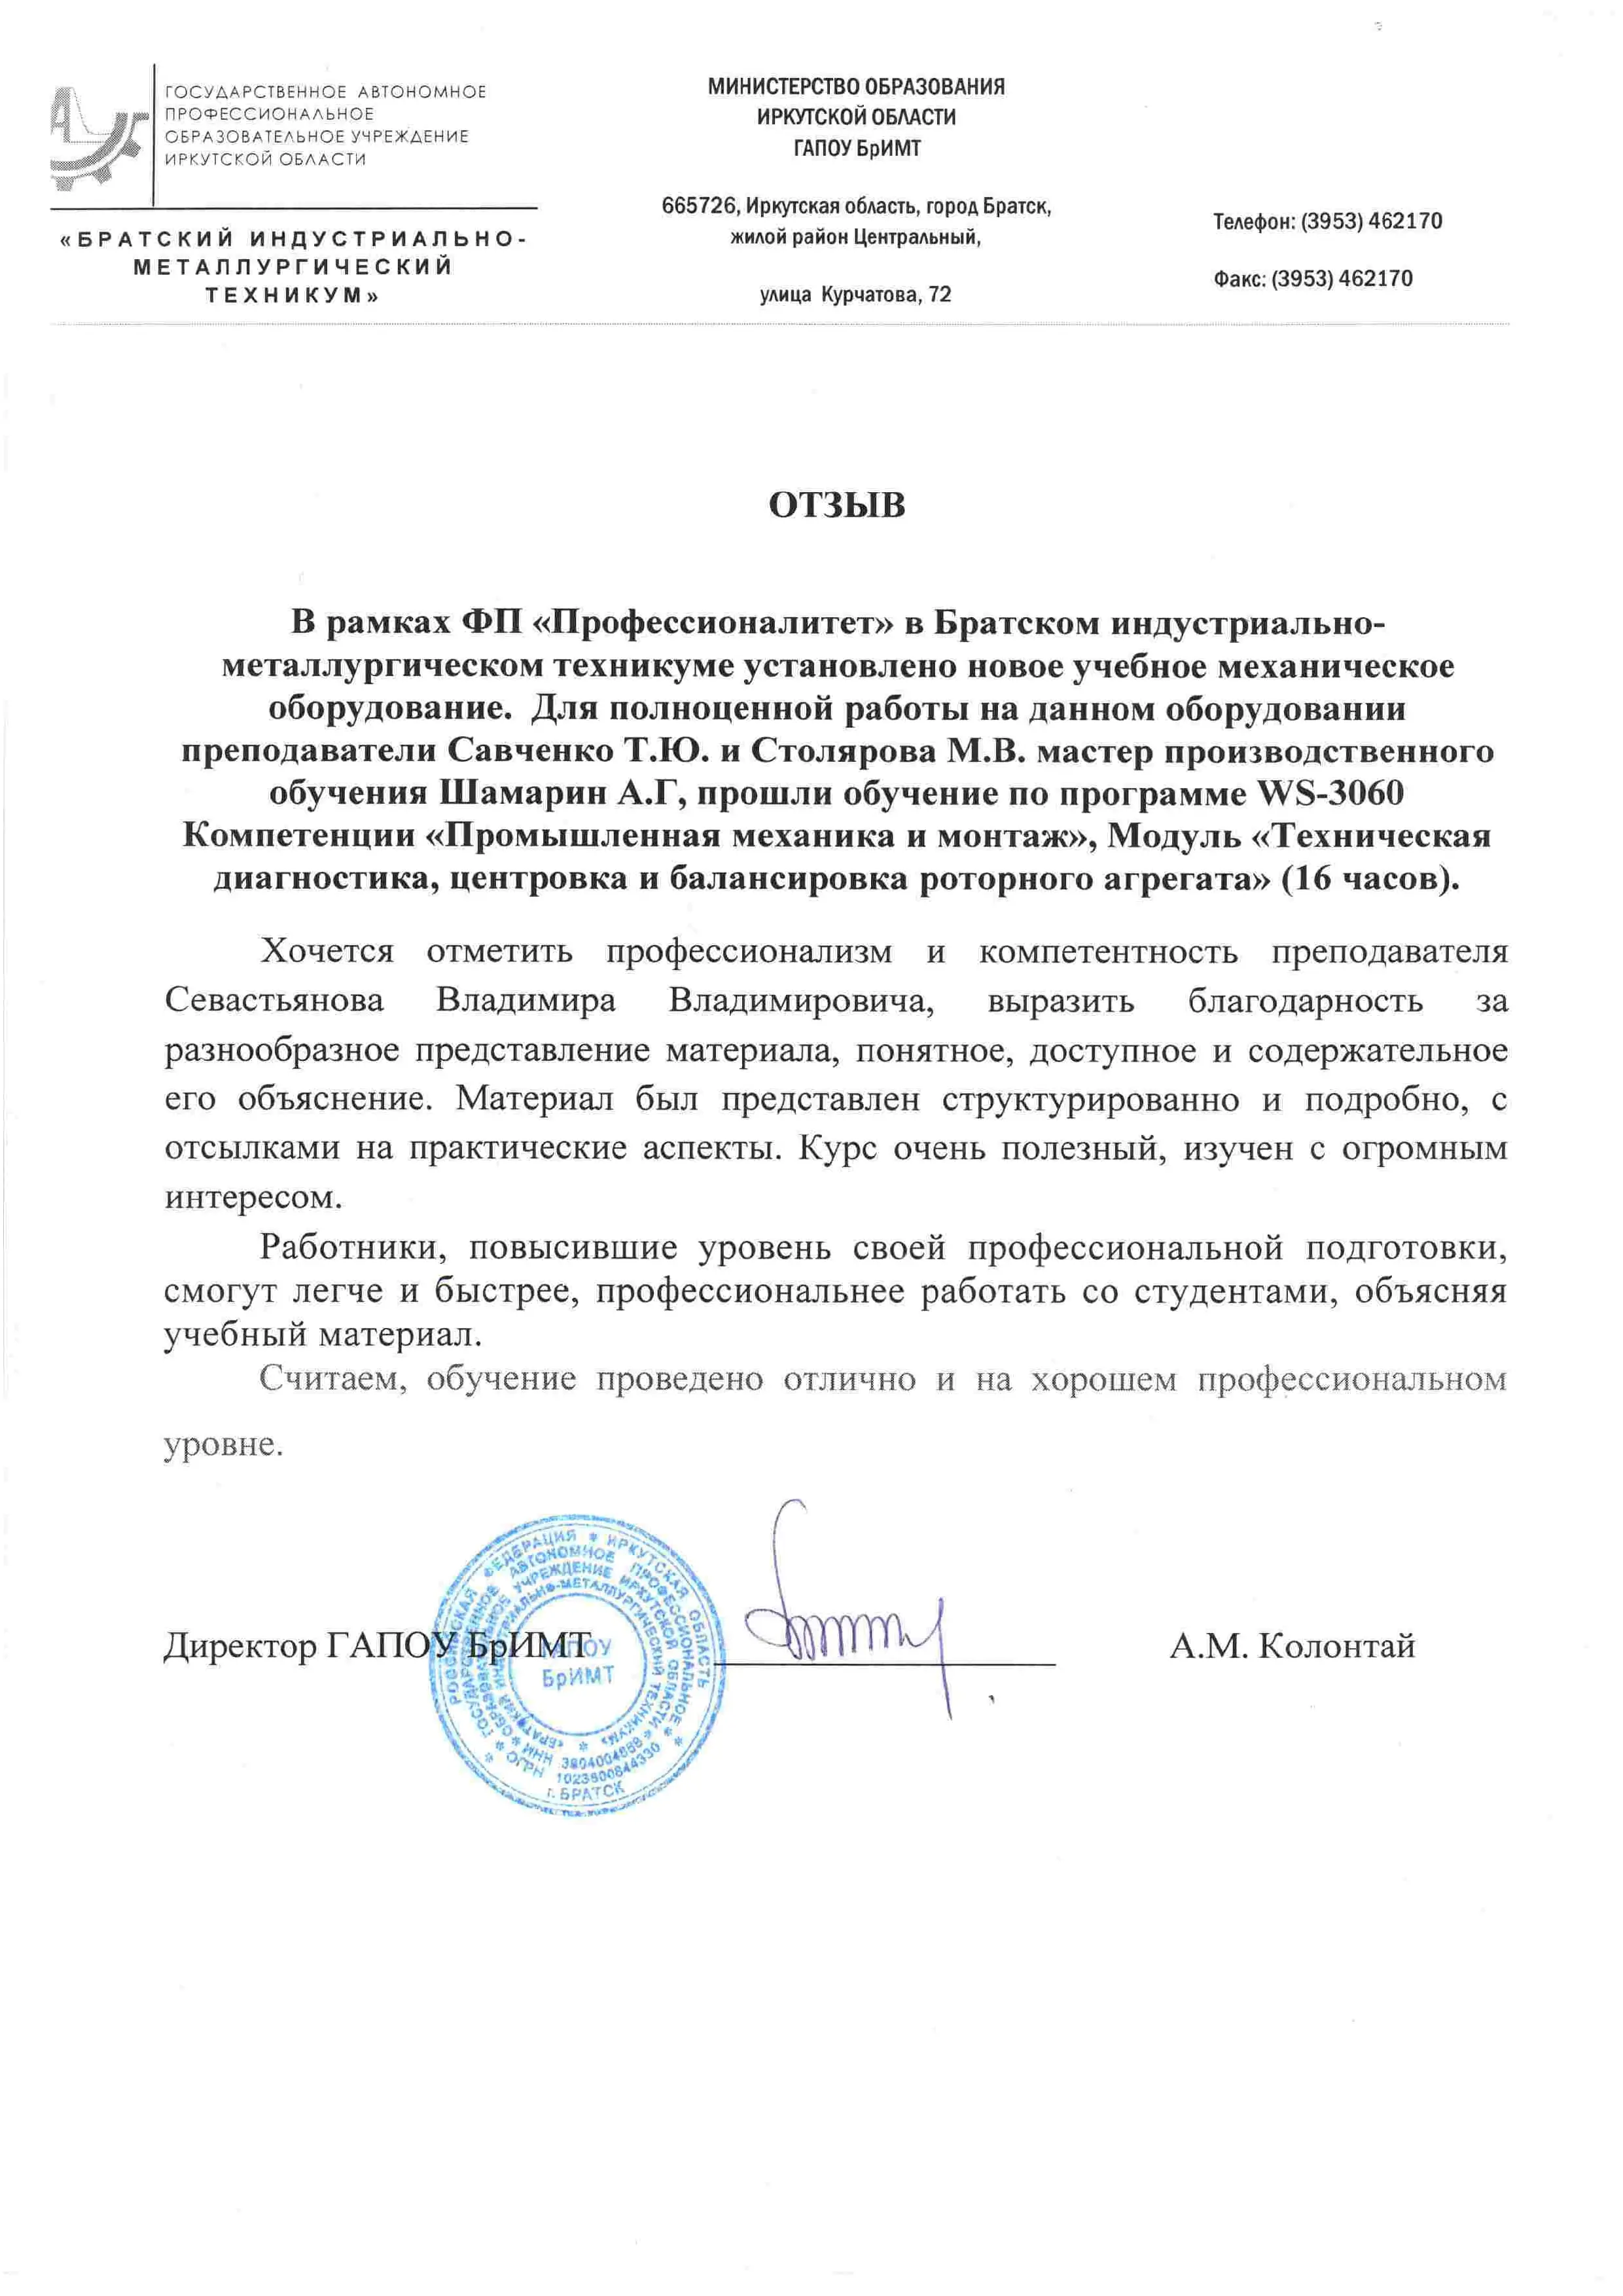 ГОСУДАРСТВЕННОЕ АВТОНОМНОЕ
ПРОФЕССИОНАЛЬНОЕ
ОБРАЗОВАТЕЛЬНОЕ УЧРЕЖДЕНИЕ
ИРКУТСКОЙ ОБЛАСТИ
«БРАТСКИЙ ИНДУСТРИАЛЬНО-
МЕТАЛЛУРГИЧЕСКИЙ
ТЕХНИКУМ»
МИНИСТЕРСТВО ОБРАЗОВАНИЯ
ИРКУТСКОЙ ОБЛАСТИ
ГАПОУ БрИМТ
665726, Иркутская область, город Братск,
жилой район Центральный,
улица Курчатова, 72
Телефон: (3953) 462170
Факс: (3953) 462170
ОТЗЫВ
В рамках ФП «Профессионалитет» в Братском индустриально-
металлургическом техникуме установлено новое учебное механическое
оборудование. Для полноценной работы на данном оборудовании
преподаватели Савченко Т.Ю. и Столярова М.В. мастер производственного
обучения Шамарин А.Г, прошли обучение по программе WS-3060
Компетенции «Промышленная механика и монтаж», Модуль «Техническая
диагностика, центровка и балансировка роторного агрегата» (16 часов).
Хочется отметить профессионализм и компетентность преподавателя
Севастьянова Владимира Владимировича, выразить благодарность за
разнообразное представление материала, понятное, доступное и содержательное
его объяснение. Материал был представлен структурированно и подробно, с
отсылками на практические аспекты. Курс очень полезный, изучен с огромным
интересом.
Работники, повысившие уровень своей профессиональной подготовки,
смогут легче и быстрее, профессиональнее работать со студентами, объясняя
учебный материал.
Считаем, обучение проведено отлично и на хорошем профессиональном
уровне.
Директор ГАПОУ БрИМТ
А.М. Колонтай
РОССИЙСКАЯ ФЕДЕРАЦИЯ * ИРКУТСКАЯ ОБЛАСТЬ
ГОСУДАРСТВЕННОЕ АВТОНОМНОЕ ПРОФЕССИОНАЛЬНОЕ
ОБРАЗОВАТЕЛЬНОЕ УЧРЕЖДЕНИЕ ИРКУТСКОЙ ОБЛАСТИ
«БРАТСКИЙ ИНДУСТРИАЛЬНО-МЕТАЛЛУРГИЧЕСКИЙ ТЕХНИКУМ»
ГАПОУ
БрИМТ
ИНН
ОГРН
г. БРАТСК